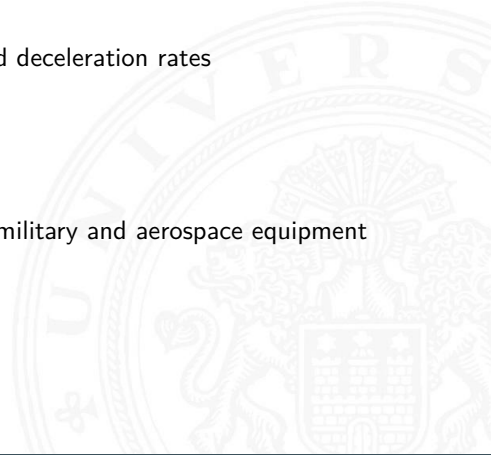 d deceleration rates
military and aerospace equipment
U N I V E R S